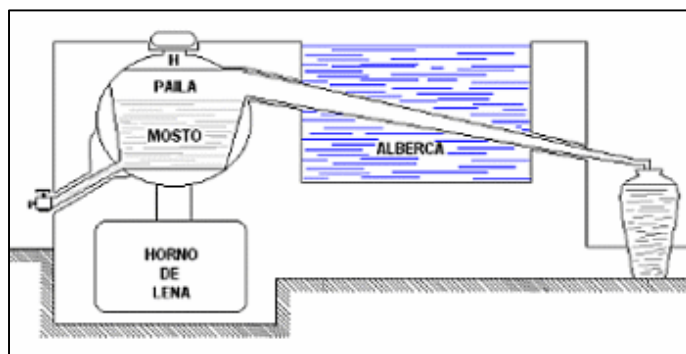 H
PAILA
MOSTO
ALBERCA
P
HORNO
DE
LENA